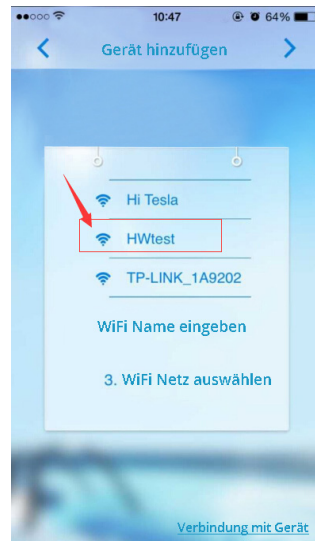 10:47
64%
Gerät hinzufügen
Hi Tesla
HWtest
TP-LINK_1A9202
WiFi Name eingeben
3. WiFi Netz auswählen
Verbindung mit Gerät